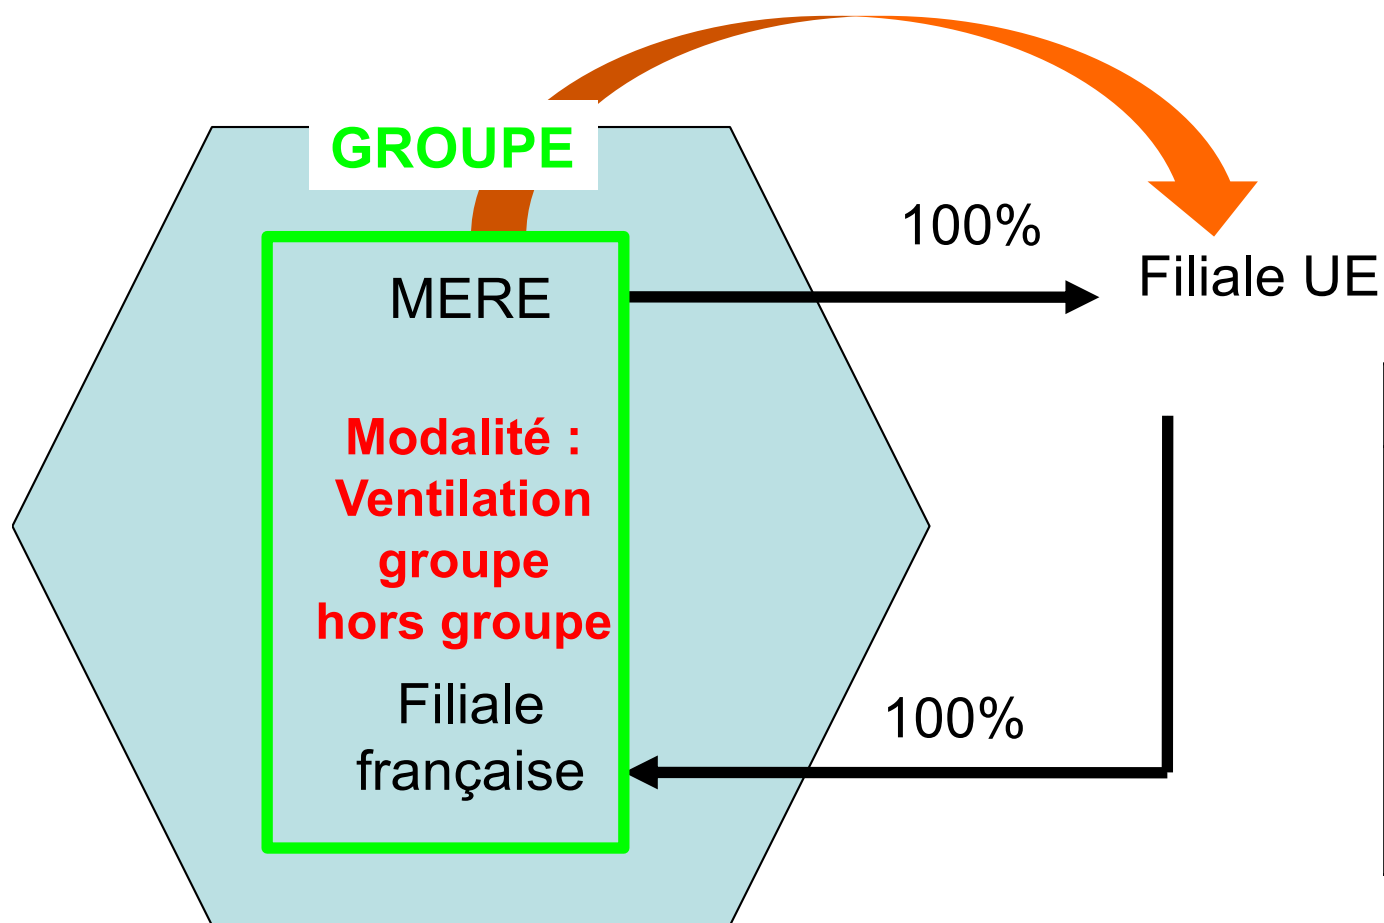 GROUPE
100%
Filiale UE
MERE
Modalité :
Ventilation
groupe
hors groupe
Filiale
française
100%